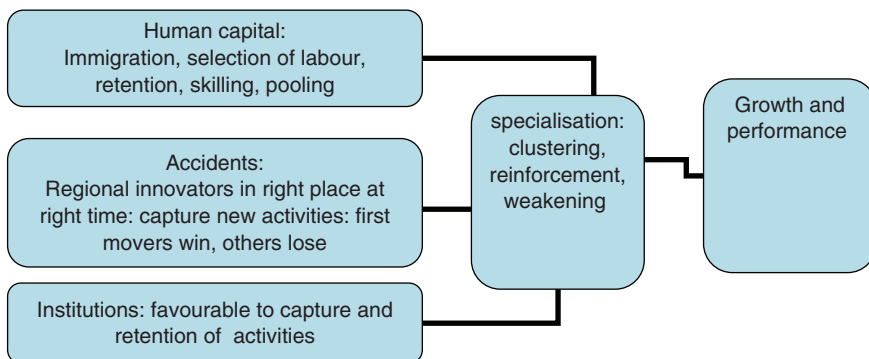 Human capital:
Immigration, selection of labour,
retention, skilling, pooling
Accidents:
Regional innovators in right place at
right time: capture new activities: first
movers win, others lose
Institutions: favourable to capture and
retention of activities
specialisation:
clustering,
reinforcement,
weakening
Growth and
performance